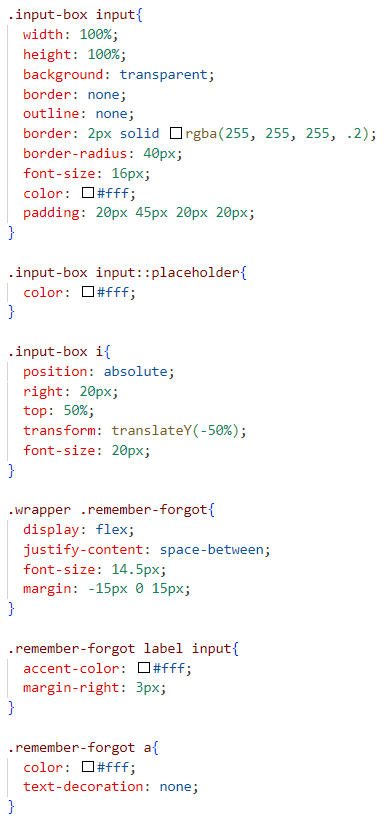 .input-box input{
width: 100%;
height: 100%;
background: transparent;
border: none;
outline: none;
border: 2px solid rgba(255, 255, 255, .2);
border-radius: 40px;
font-size: 16px;
color: #fff;
padding: 20px 45px 20px 20px;
}
.input-box input::placeholder{
color: #fff;
}
.input-box i{
position: absolute;
right: 20px;
top: 50%;
transform: translateY(-50%);
font-size: 20px;
}
.wrapper .remember-forgot{
display: flex;
justify-content: space-between;
font-size: 14.5px;
margin: -15px 0 15px;
}
.remember-forgot label input{
accent-color: #fff;
margin-right: 3px;
}
.remember-forgot a{
color: #fff;
text-decoration: none;
}